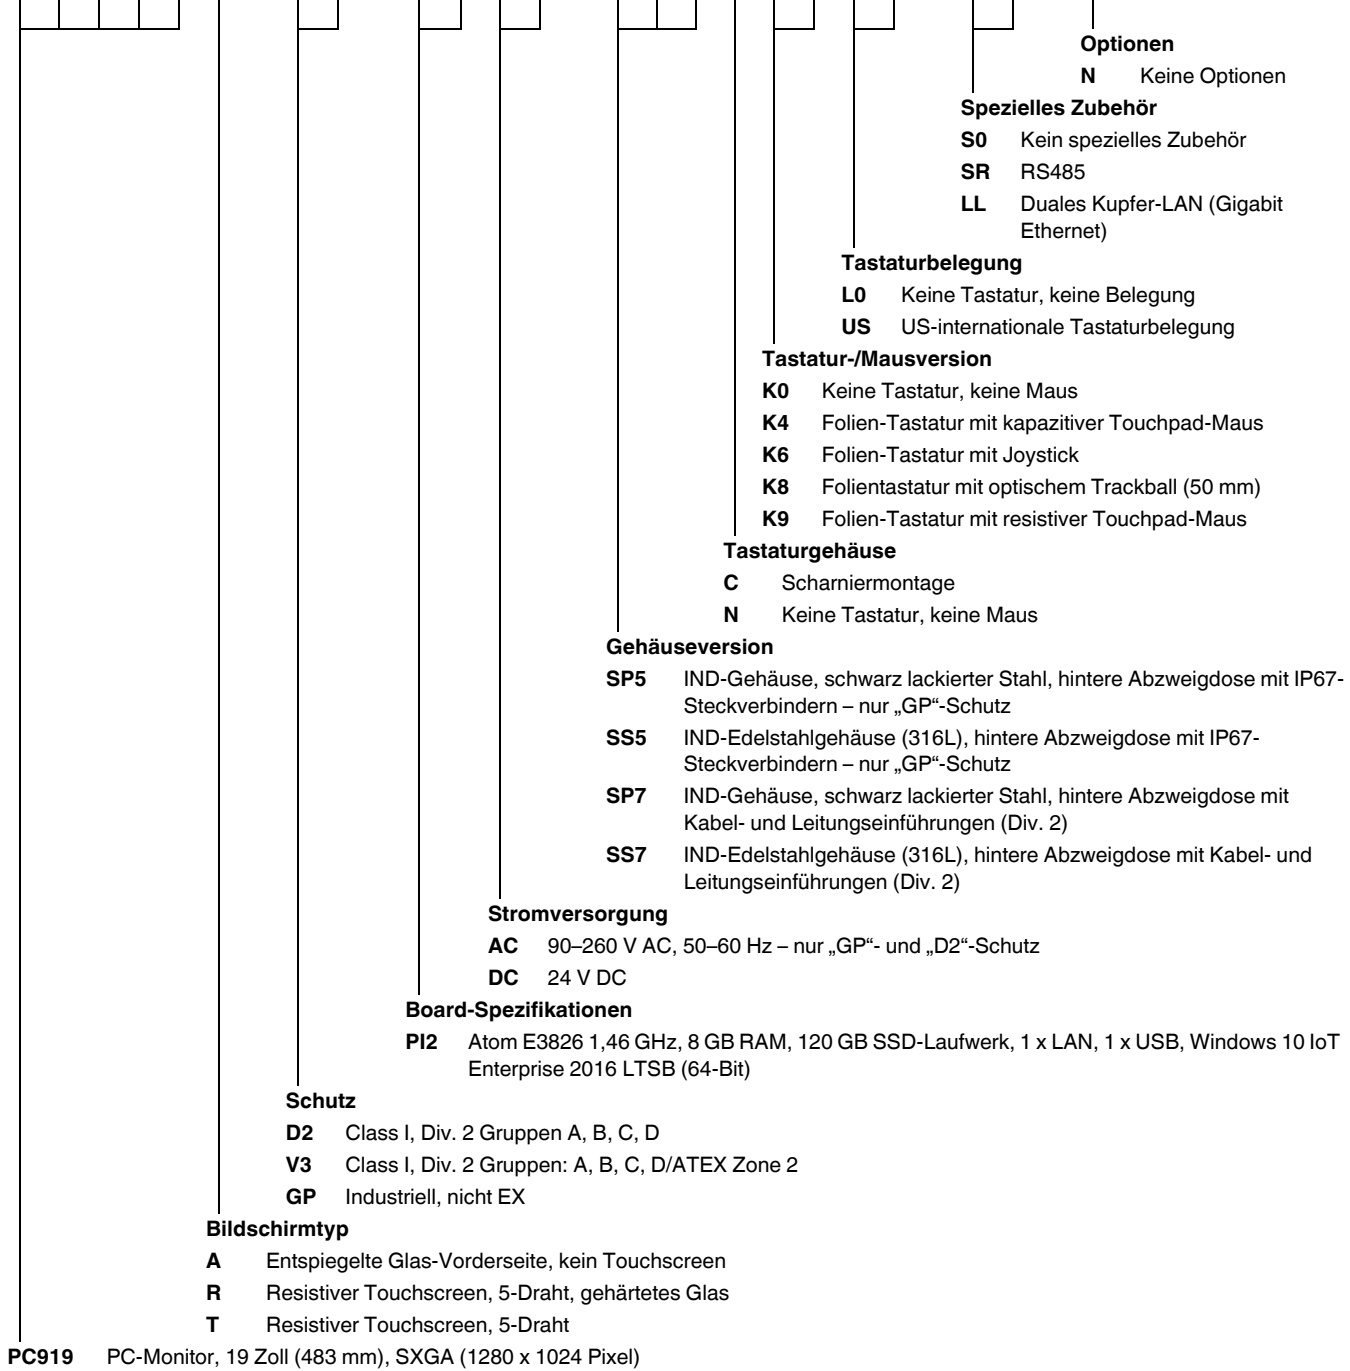 Optionen
N Keine Optionen
Spezielles Zubehör
S0 Kein spezielles Zubehör
SR RS485
LL Duales Kupfer-LAN (Gigabit
Ethernet)
Tastaturbelegung
L0 Keine Tastatur, keine Belegung
US US-internationale Tastaturbelegung
Tastatur-/Mausversion
K0 Keine Tastatur, keine Maus
K4 Folien-Tastatur mit kapazitiver Touchpad-Maus
K6 Folien-Tastatur mit Joystick
K8 Folientastatur mit optischem Trackball (50 mm)
K9 Folien-Tastatur mit resistiver Touchpad-Maus
Tastaturgehäuse
C Scharniermontage
N Keine Tastatur, keine Maus
Gehäuseversion
SP5 IND-Gehäuse, schwarz lackierter Stahl, hintere Abzweigdose mit IP67-
Steckverbindern – nur „GP“-Schutz
SS5 IND-Edelstahlgehäuse (316L), hintere Abzweigdose mit IP67-
Steckverbindern – nur „GP“-Schutz
SP7 IND-Gehäuse, schwarz lackierter Stahl, hintere Abzweigdose mit
Kabel- und Leitungseinführungen (Div. 2)
SS7 IND-Edelstahlgehäuse (316L), hintere Abzweigdose mit Kabel- und
Leitungseinführungen (Div. 2)
Stromversorgung
AC 90–260 V AC, 50–60 Hz – nur „GP“- und „D2“-Schutz
DC 24 V DC
Board-Spezifikationen
PI2 Atom E3826 1,46 GHz, 8 GB RAM, 120 GB SSD-Laufwerk, 1 x LAN, 1 x USB, Windows 10 IoT
Enterprise 2016 LTSB (64-Bit)
Schutz
D2 Class I, Div. 2 Gruppen A, B, C, D
V3 Class I, Div. 2 Gruppen: A, B, C, D/ATEX Zone 2
GP Industriell, nicht EX
Bildschirmtyp
A Entspiegelte Glas-Vorderseite, kein Touchscreen
R Resistiver Touchscreen, 5-Draht, gehärtetes Glas
T Resistiver Touchscreen, 5-Draht
PC919 PC-Monitor, 19 Zoll (483 mm), SXGA (1280 x 1024 Pixel)